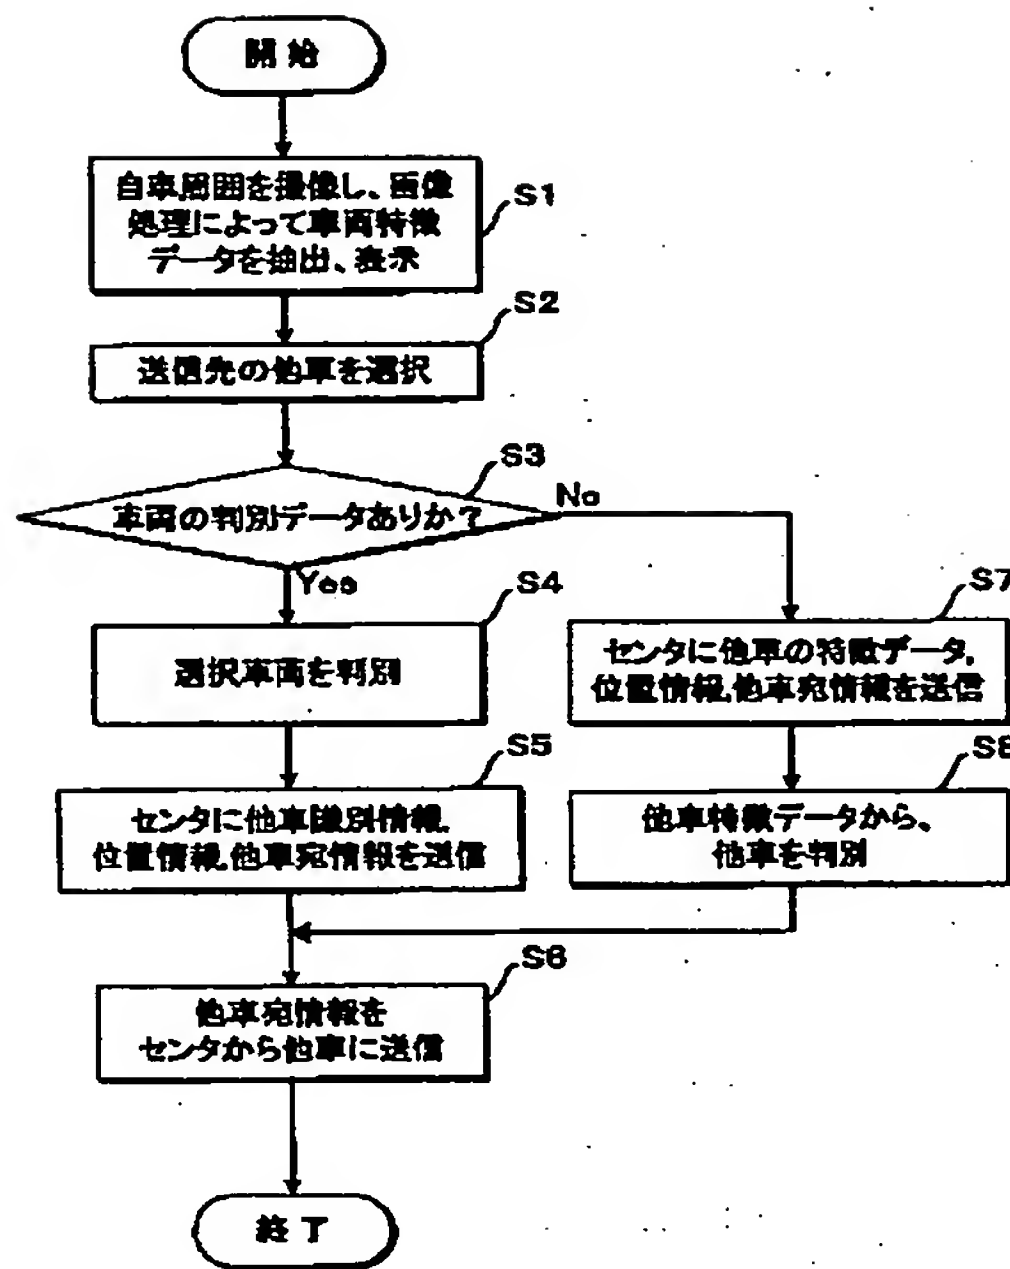 開始
自車周囲を撮像し、画像
処理によって車両特徴
データを抽出、表示
S1
S2
送信先の他車を選択
S3
車両の判別データありか？
No
Yes
S4
選択車両を判別
S5
センタに他車識別情報,
位置情報,他車宛情報を送信
S7
センタに他車の特徴データ,
位置情報,他車宛情報を送信
S8
他車特徴データから、
他車を判別
S6
他車宛情報を
センタから他車に送信
終了